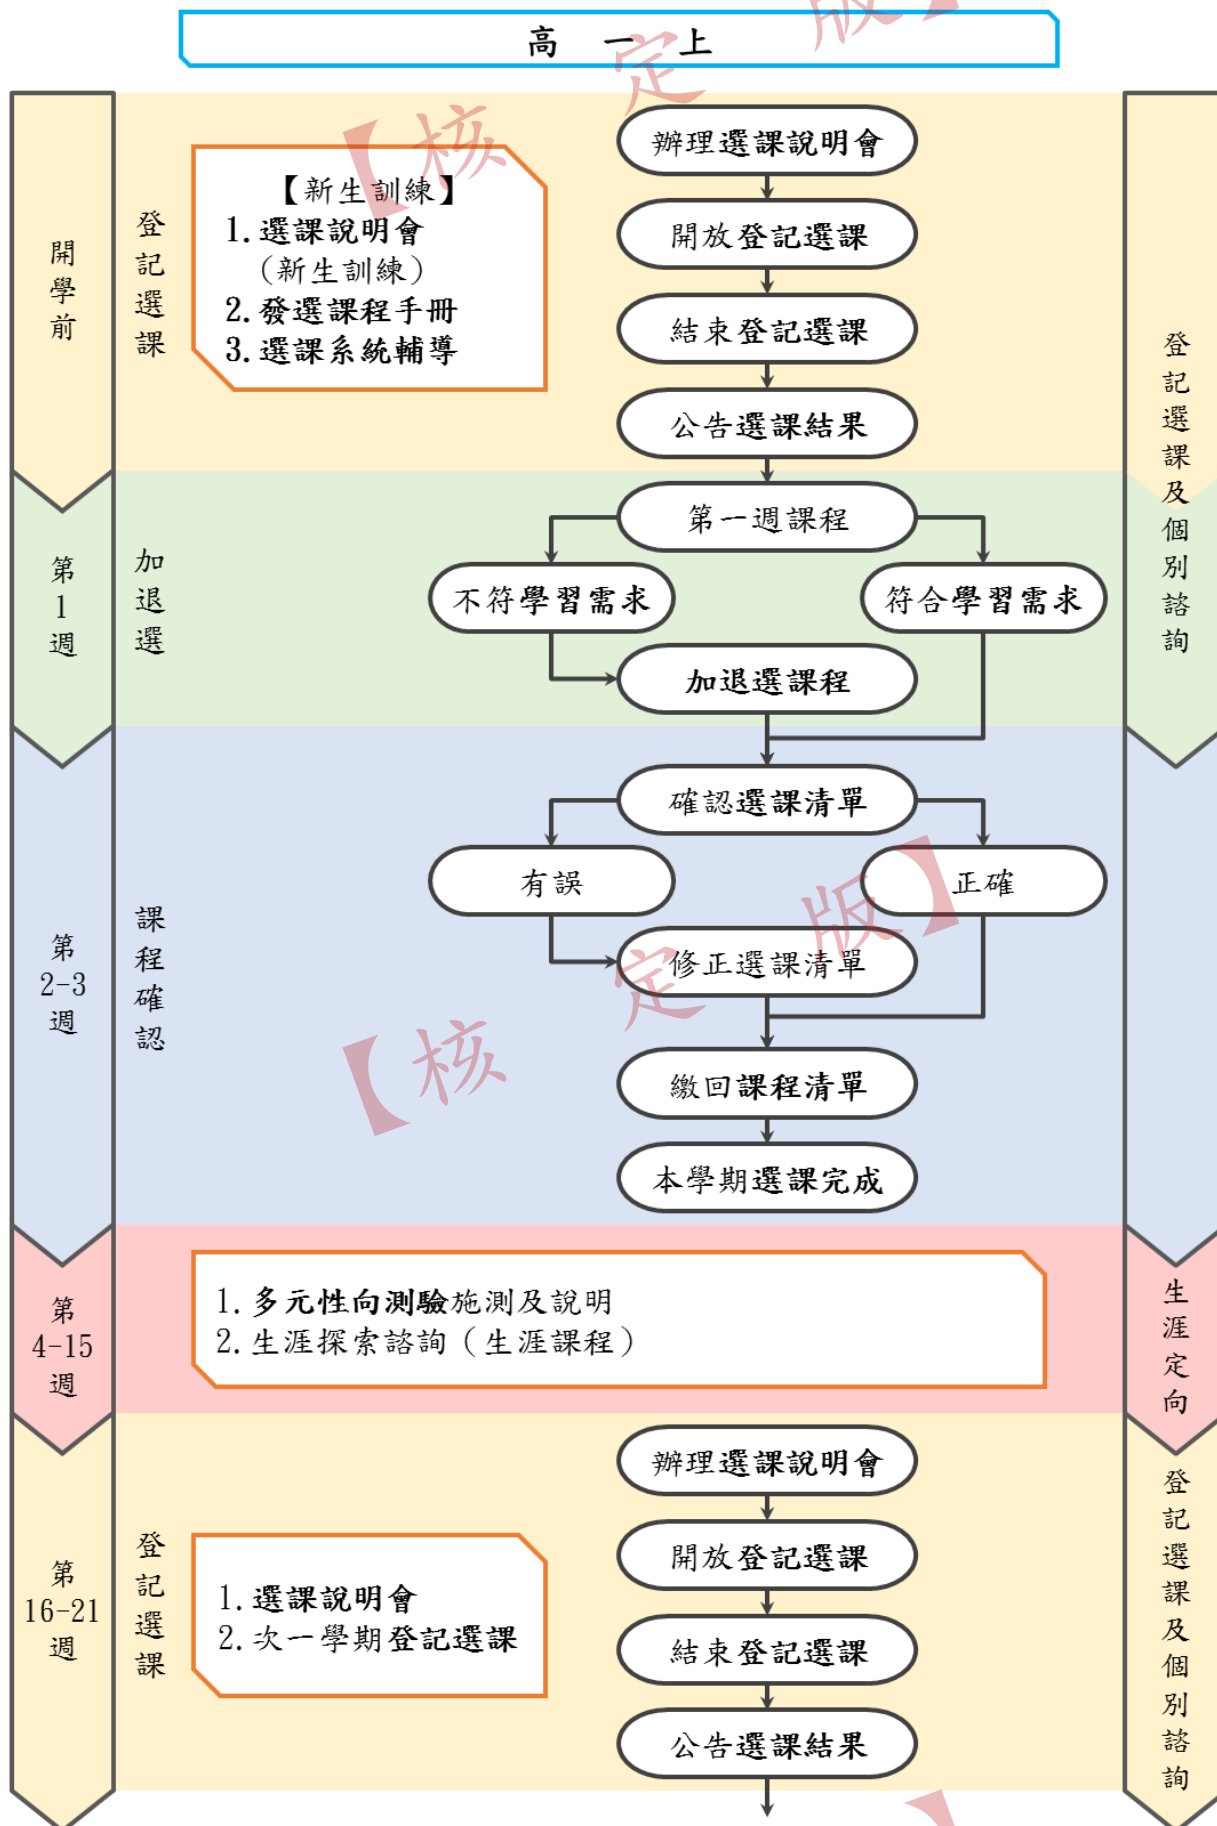 高一上
開學前
登記選課
【新生訓練】
1.選課說明會
（新生訓練）
2.發選課程手冊
3.選課系統輔導
辦理選課說明會
開放登記選課
結束登記選課
公告選課結果
登記選課及個別諮詢
第1週
加退選
第一週課程
不符學習需求
符合學習需求
加退選課程
第2-3週
課程確認
確認選課清單
有誤
正確
修正選課清單
繳回課程清單
本學期選課完成
第4-15週
1.多元性向測驗施測及說明
2.生涯探索諮詢（生涯課程）
生涯定向
第16-21週
登記選課
1.選課說明會
2.次一學期登記選課
辦理選課說明會
開放登記選課
結束登記選課
公告選課結果
登記選課及個別諮詢
【核定版】
【核定版】